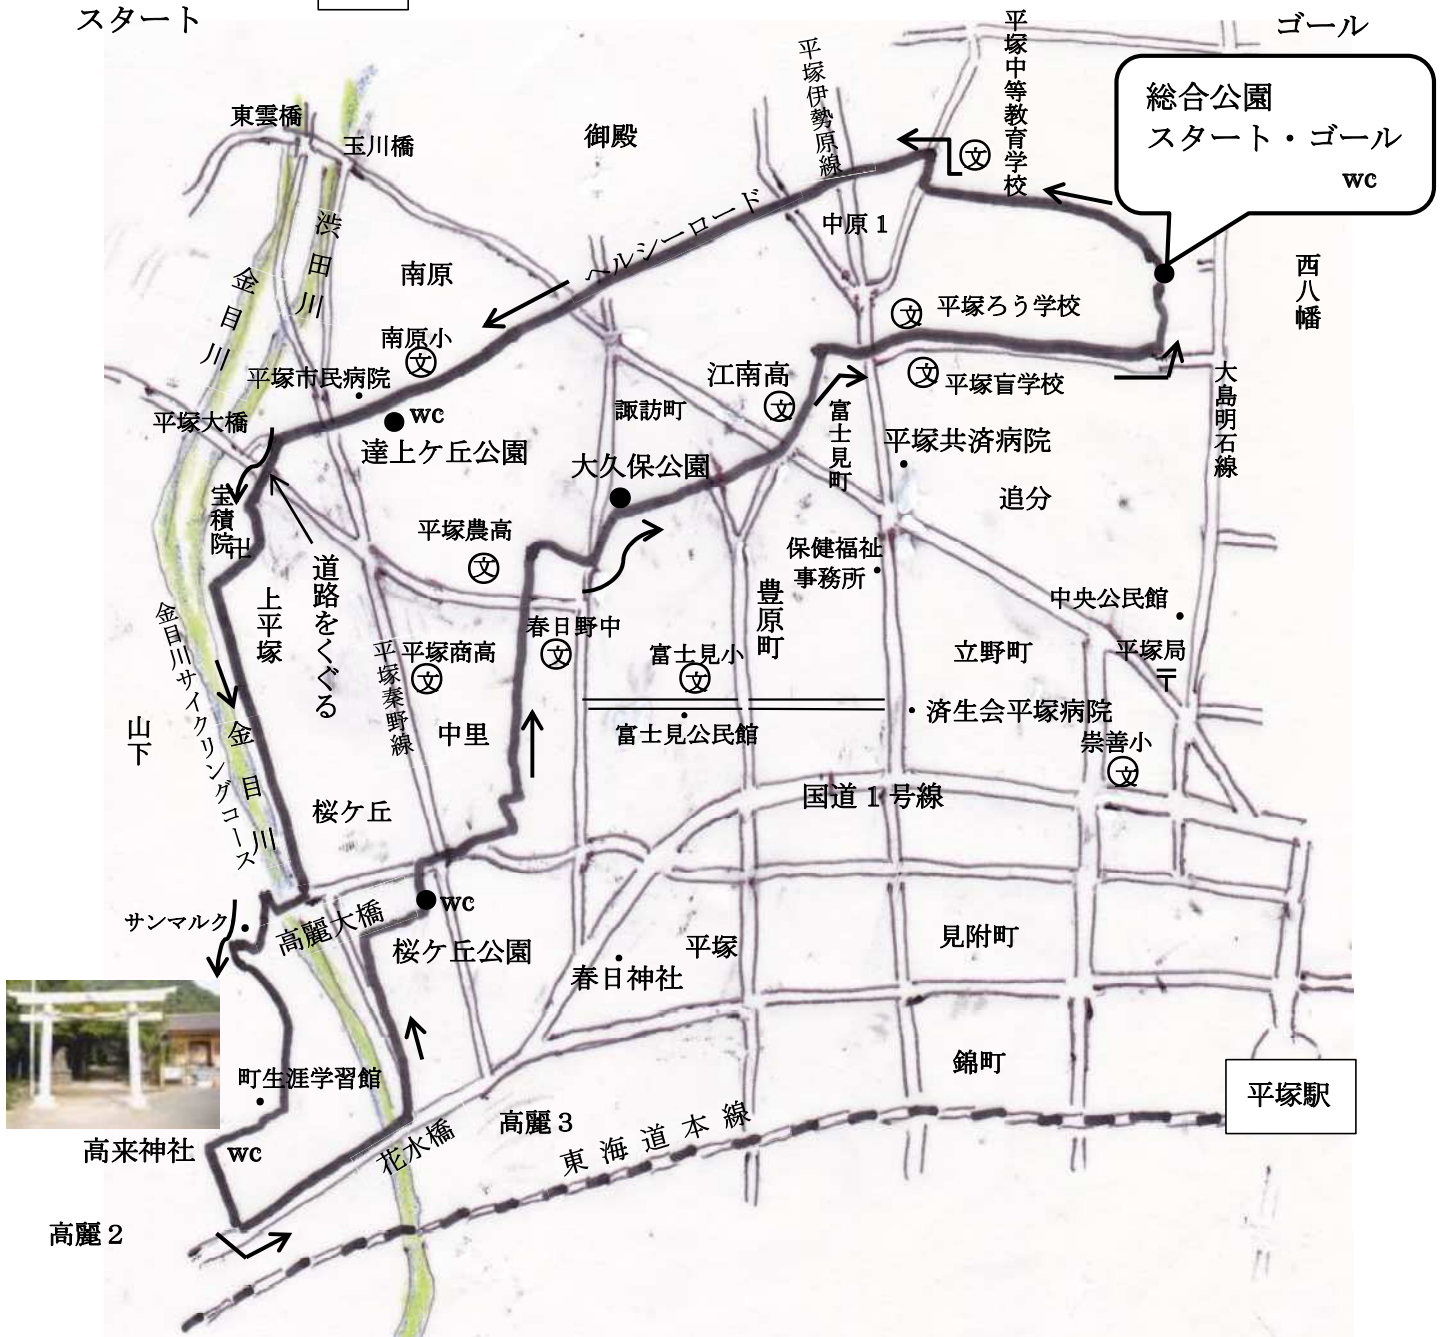 スタート
ゴール
平塚中等教育学校
文
総合公園
スタート・ゴール
wc
平塚伊勢原線
東雲橋
玉川橋
御殿
ヘルシーロード
中原1
渋田川
金目川
南原
西八幡
平塚ろう学校
文
南原小
文
平塚市民病院
江南高
文
文
平塚盲学校
大島明石線
wc
平塚大橋
達上ケ丘公園
諏訪町
富士見町
平塚共済病院
大久保公園
追分
宝積院
卍
平塚農高
文
保健福祉
事務所
道路をくぐる
上平塚
豊原町
中央公民館
金目川サイクリングコース
春日野中
文
平塚商高
文
平塚秦野線
富士見小
文
立野町
平塚局
〒
山下
金目川
中里
富士見公民館
済生会平塚病院
崇善小
文
桜ケ丘
国道1号線
サンマルク
高麗大橋
wc
桜ケ丘公園
春日神社
平塚
見附町
町生涯学習館
錦町
平塚駅
高来神社
wc
花水橋
高麗3
東海道本線
高麗2